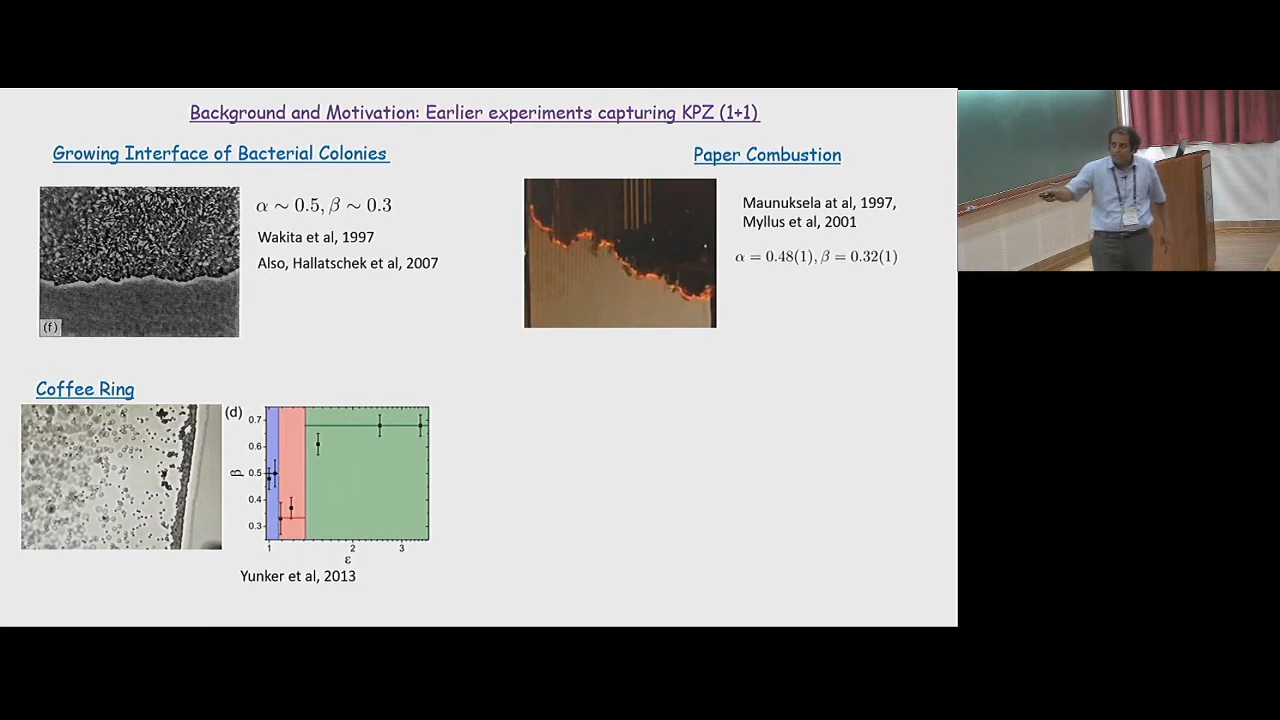 Background and Motivation: Earlier experiments capturing KPZ (1+1)
Growing Interface of Bacterial Colonies
α ∼ 0.5, β ∼ 0.3
Wakita et al, 1997
Also, Hallatschek et al, 2007
(f)
Paper Combustion
Maunuksela at al, 1997,
Myllus et al, 2001
α = 0.48(1), β = 0.32(1)
Coffee Ring
(d)
0.7
0.6
0.5
0.4
0.3
β
1 2 3
ε
Yunker et al, 2013